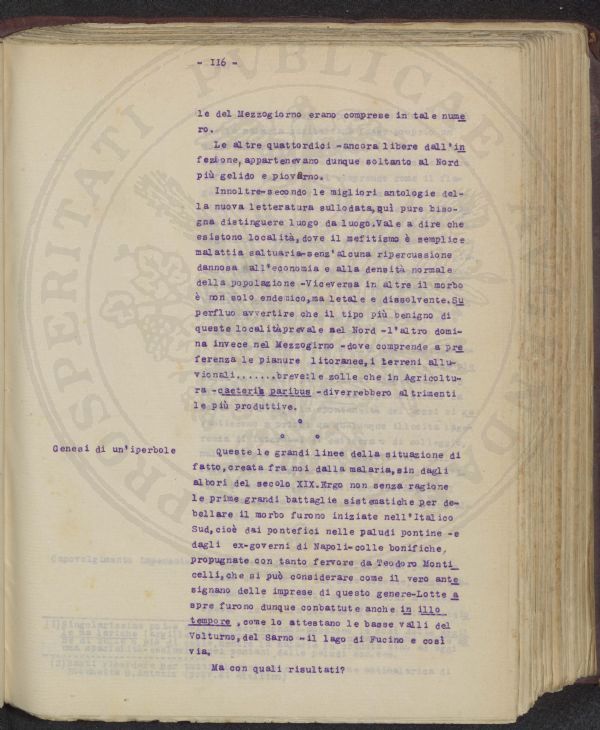 - II6 -
le del Mezzogiorno erano comprese in tale nume
ro.
Le altre quattordici -ancora libere dall'in
fezione,appartenevano dunque soltanto al Nord
più gelido e piovarno.
Innoltre-secondo le migliori antologie del-
la nuova letteratura sullodata,quì pure biso-
gna distinguere luogo da luogo.Vale a dire che
esistono località,dove il mefitismo è semplice
malattia saltuaria-senz'alcuna ripercussione
dannosa all'economia e alla densità normale
della popolazione -Viceversa in altre il morbo
è non solo endemico,ma letale e dissolvente.Su
perfluo avvertire che il tipo più benigno di
queste localitàprevale nel Nord -l'altro domi-
na invece nel Mezzogirno -dove comprende a pre
ferenza le pianure litoranee,i terreni allu-
vionali.......breve:le zolle che in Agricoltu-
ra -caeteris paribus -diverrebbero altrimenti
le più produttive.
°
° °
Genesi di un'iperbole
Queste le grandi linee della situazione di
fatto,creata fra noi dalla malaria,sin dagli
albori del secolo XIX.Ergo non senza ragione
le prime grandi battaglie sistematiche per de-
bellare il morbo furono iniziate nell'Italico
Sud,cioè dai pontefici nelle paludi pontine -e
dagli ex-governi di Napoli-colle bonifiche,
propugnate con tanto fervore da Teodoro Monti
celli,che si può considerare come il vero ante
signano delle imprese di questo genere-Lotte a
spre furono dunque conbattute anche in illo
tempore ,come lo attestano le basse valli del
Volturno,del Sarno -il lago di Fucino e così
via.
Ma con quali risultati?
PROSPERITATI PUBLICAE